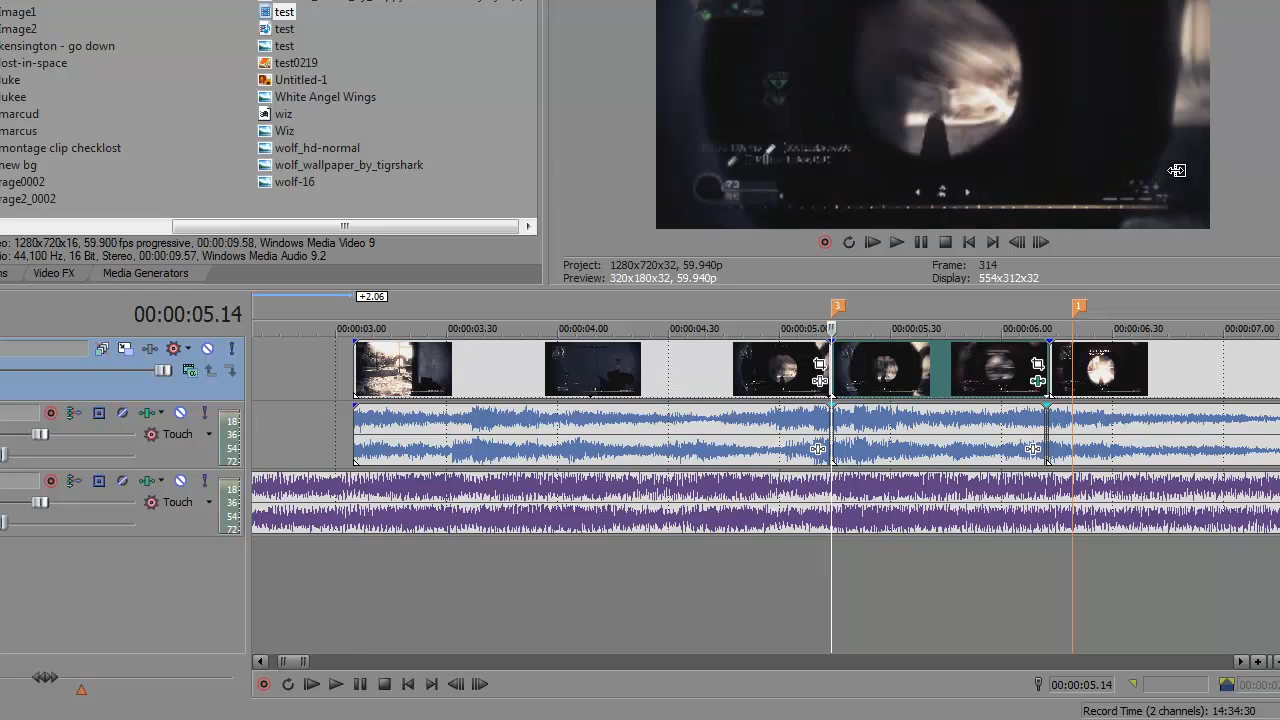 Image1
Image2
kensington - go down
lost-in-space
luke
lukee
marcud
marcus
montage clip checklost
new bg
rage0002
rage2_0002
test
test
test
test0219
Untitled-1
White Angel Wings
wiz
Wiz
wolf_hd-normal
wolf_wallpaper_by_tigrshark
wolf-16
eo: 1280x720x16, 59.900 fps progressive, 00:00:09.58, Windows Media Video 9
io: 44,100 Hz, 16 Bit, Stereo, 00:00:09.57, Windows Media Audio 9.2
ns Video FX Media Generators
Project: 1280x720x32, 59.940p Frame: 314
Preview: 320x180x32, 59.940p Display: 554x312x32
+2.06
00:00:05.14
3
1
00:00:03.00 00:00:03.30 00:00:04.00 00:00:04.30 00:00:05.00 00:00:05.30 00:00:06.00 00:00:06.30 00:00:07.00
18
Touch 36
54
72
18
Touch 36
54
72
00:00:05.14
Record Time (2 channels): 14:34:30